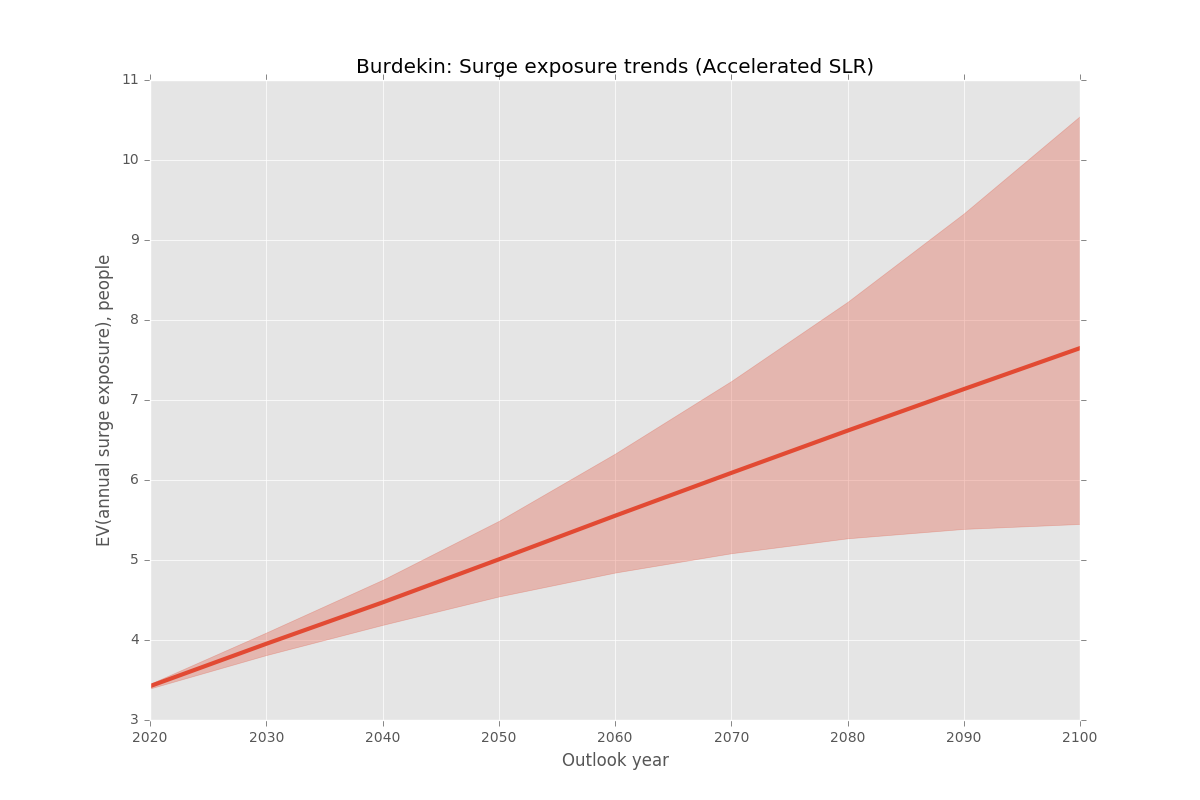 Burdekin: Surge exposure trends (Accelerated SLR)
11
10
9
8
7
6
5
4
3
EV(annual surge exposure), people
2020 2030 2040 2050 2060 2070 2080 2090 2100
Outlook year